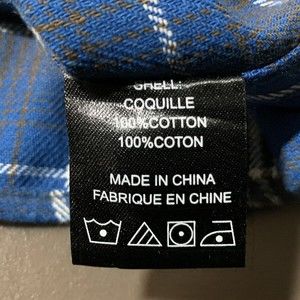 SHELL:
COQUILLE
100%COTTON
100%COTON
MADE IN CHINA
FABRIQUE EN CHINE